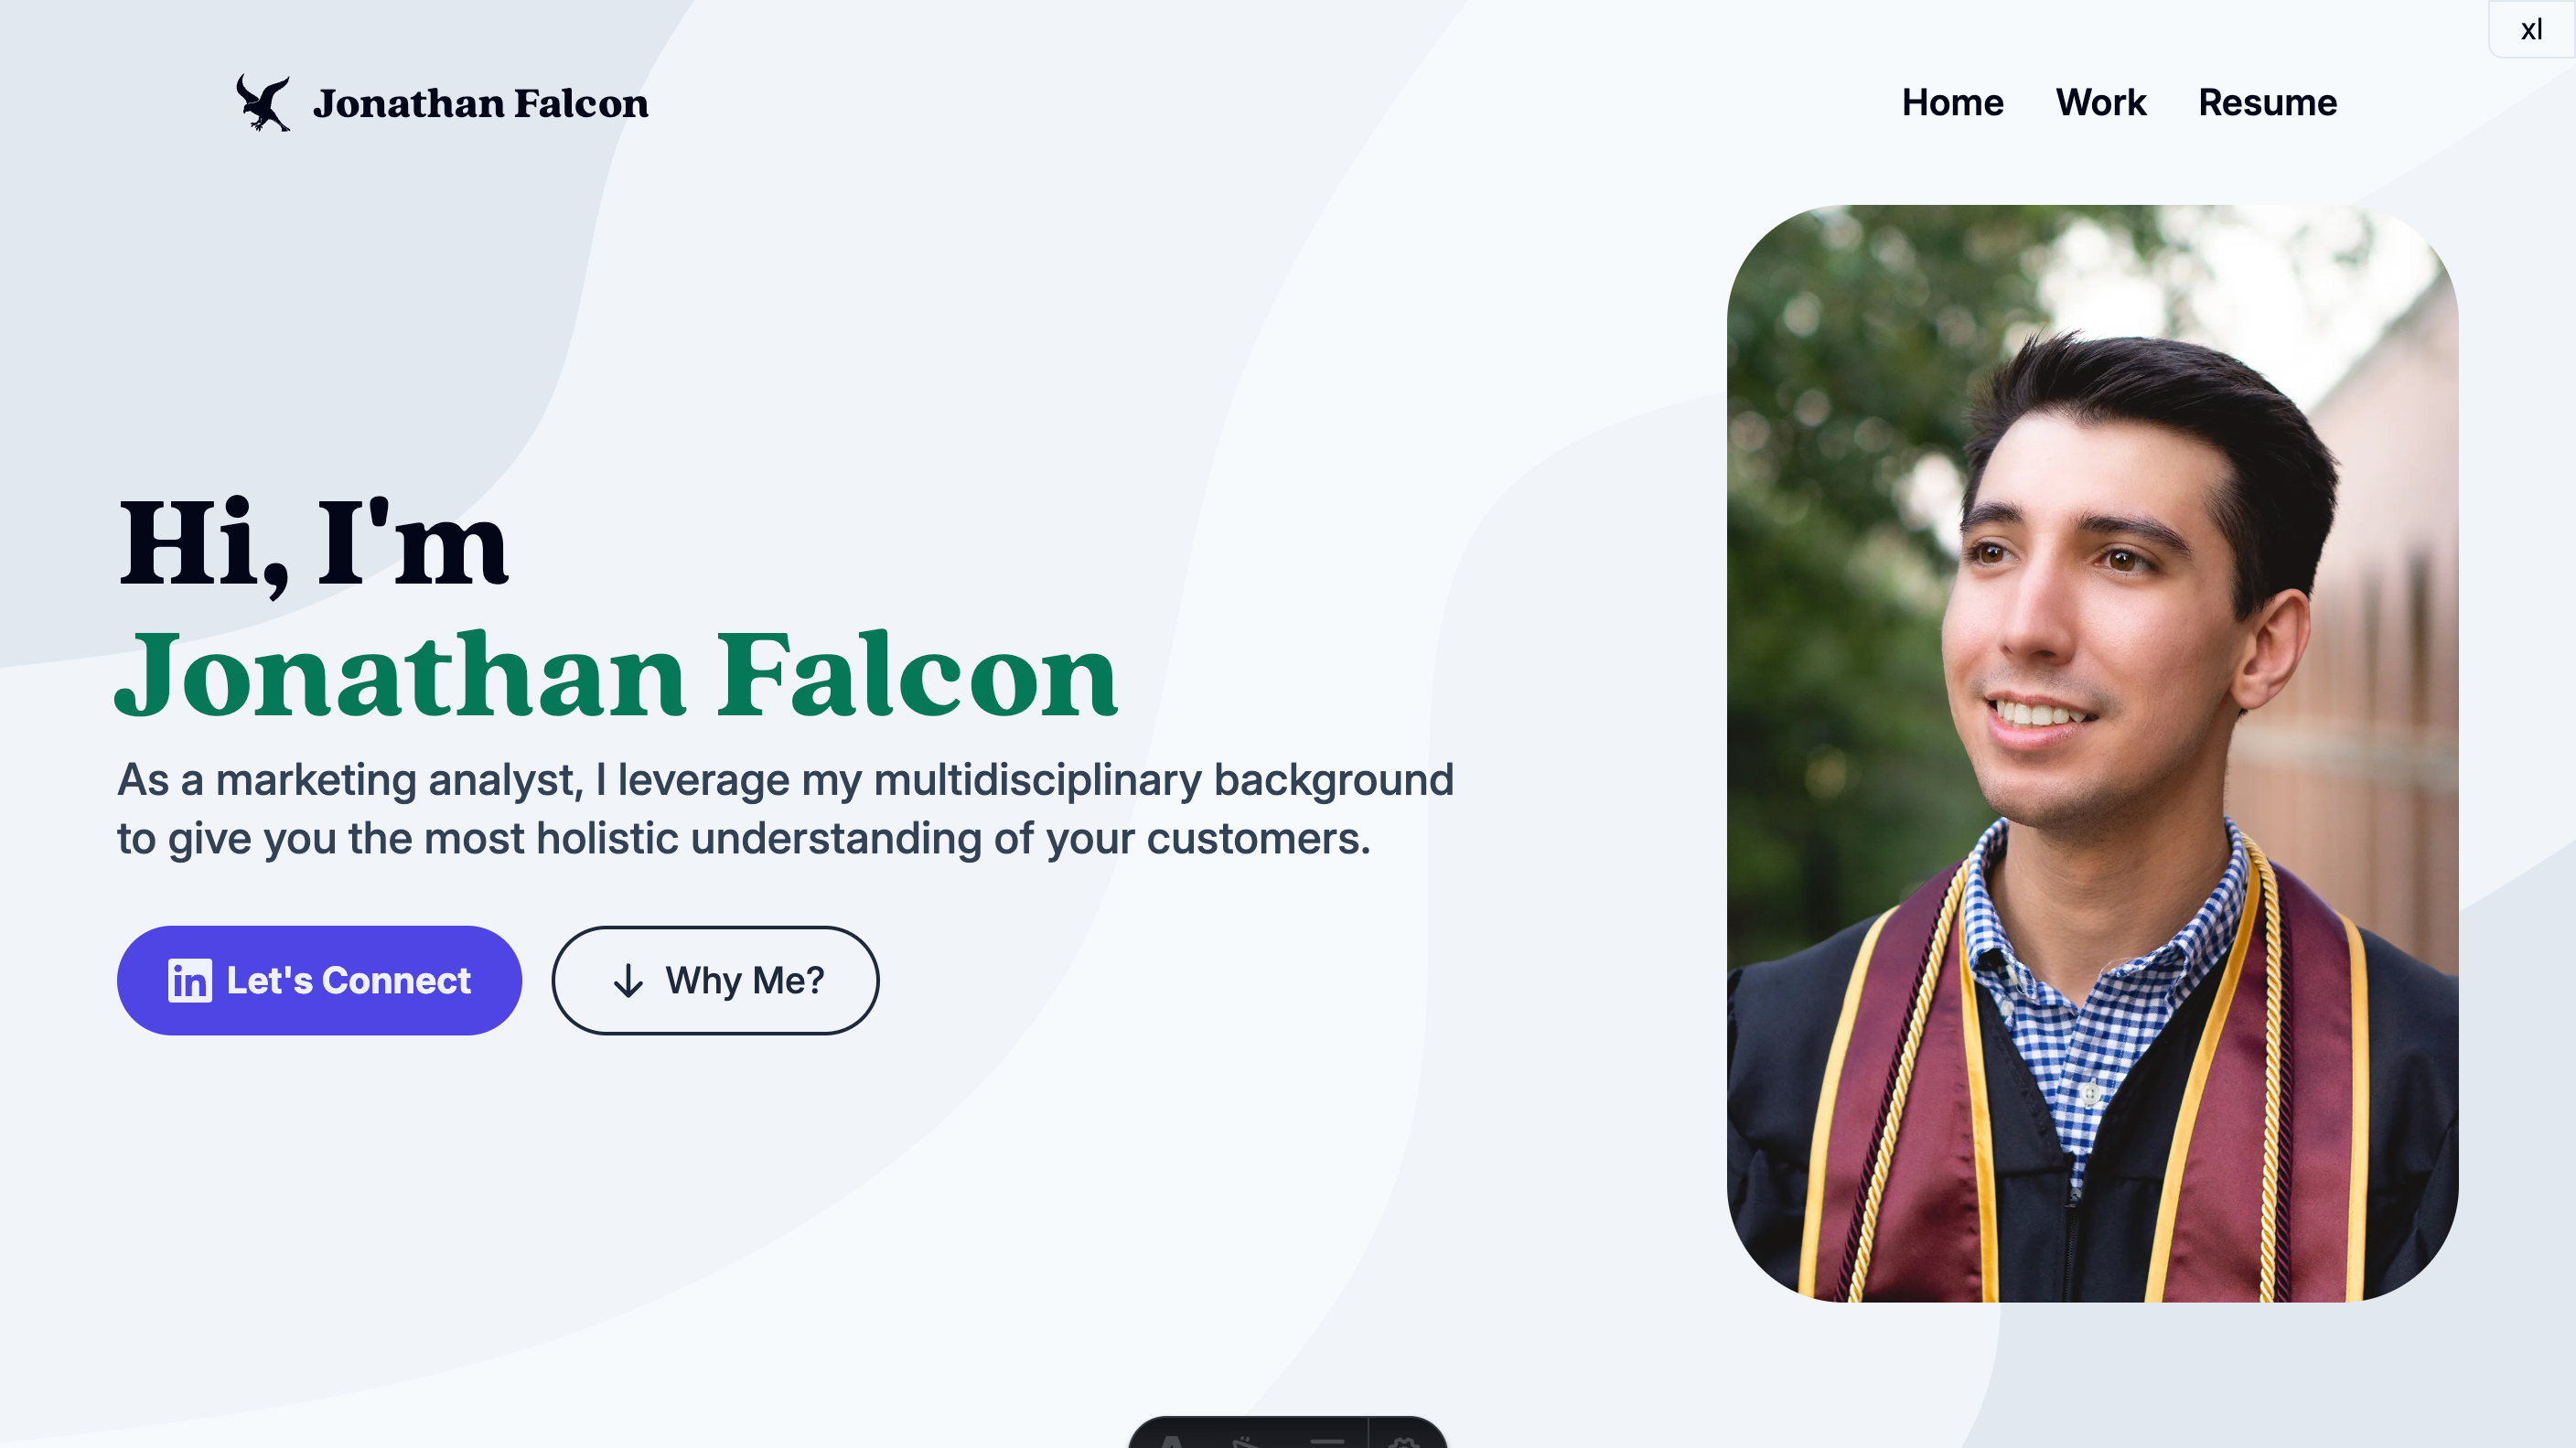 xl
Jonathan Falcon
Home Work Resume
Hi, I'm
Jonathan Falcon
As a marketing analyst, I leverage my multidisciplinary background
to give you the most holistic understanding of your customers.
in Let's Connect
Why Me?